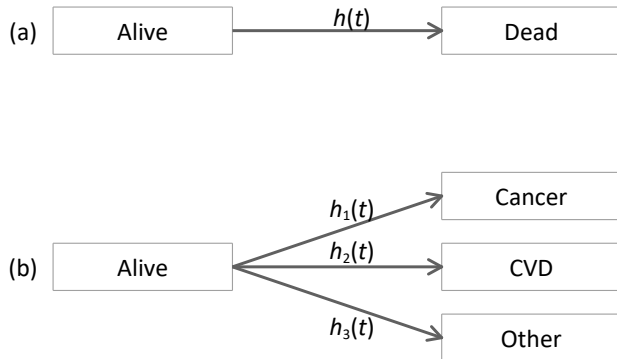 (a) Alive h(t) Dead
Cancer
h₁(t)
(b) Alive h₂(t) CVD
h₃(t)
Other